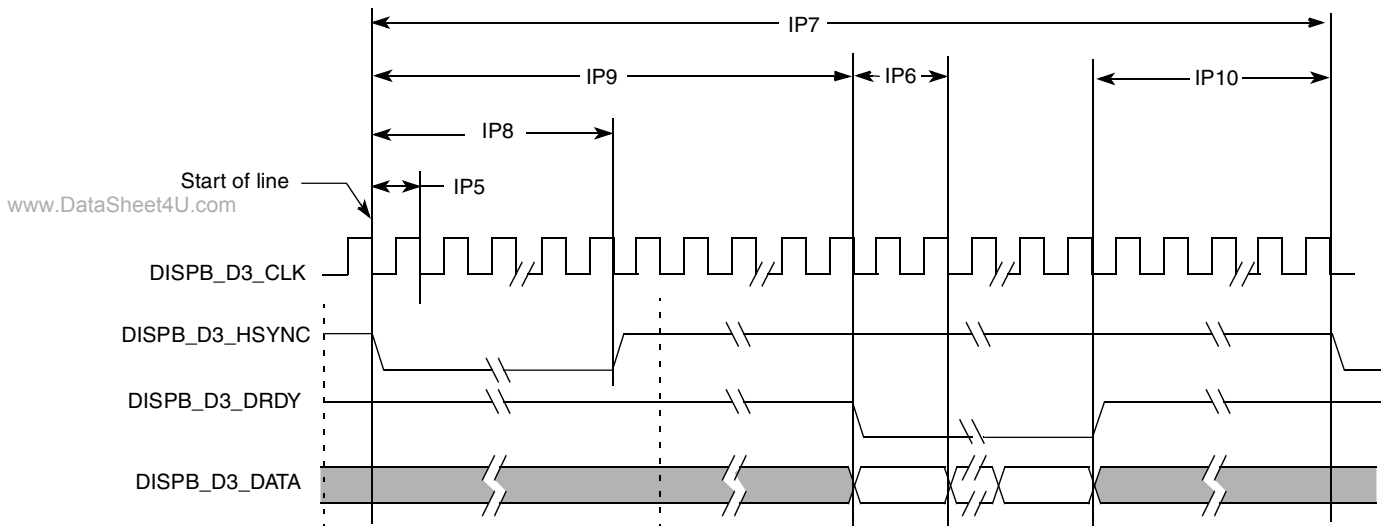 IP7
IP9
IP6
IP10
IP8
Start of line
IP5
www.DataSheet4U.com
DISPB_D3_CLK
DISPB_D3_HSYNC
DISPB_D3_DRDY
DISPB_D3_DATA